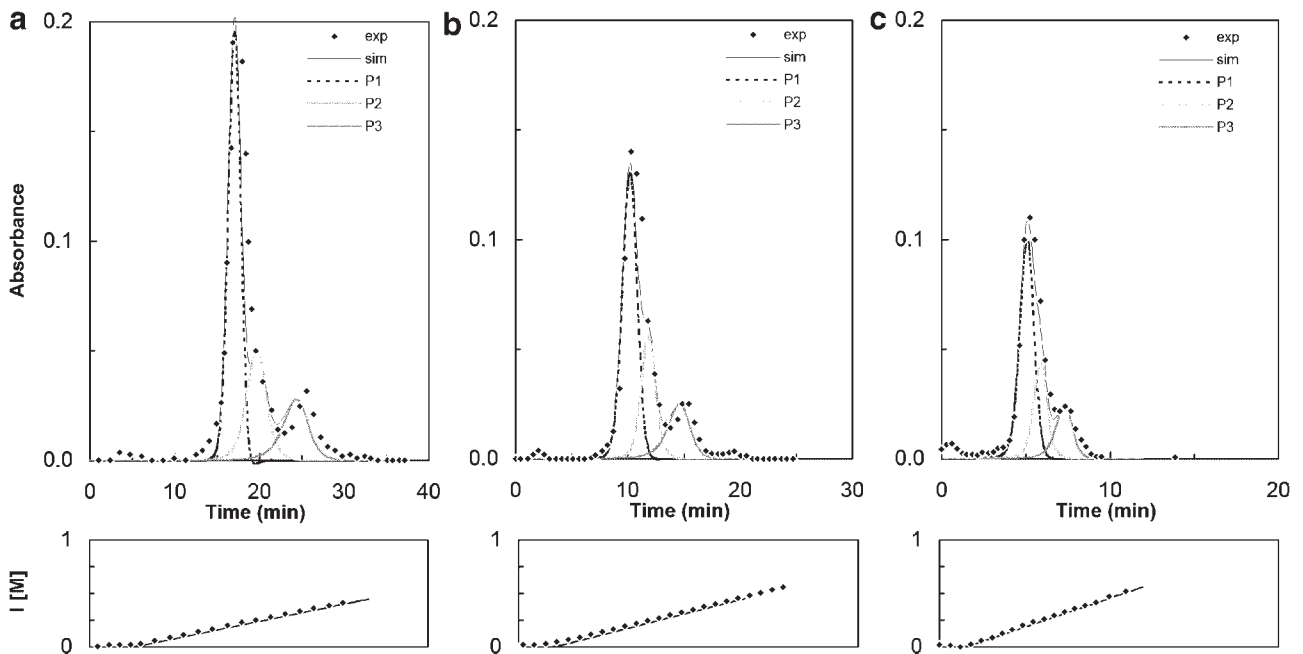 a
0.2
0.1
0.0
Absorbance
exp
sim
P1
P2
P3
0 10 20 30 40
Time (min)
b
0.2
0.1
0.0
exp
sim
P1
P2
P3
0 10 20 30
Time (min)
c
0.2
0.1
0.0
exp
sim
P1
P2
P3
0 10 20
Time (min)
I [M]
1
0
1
0
1
0